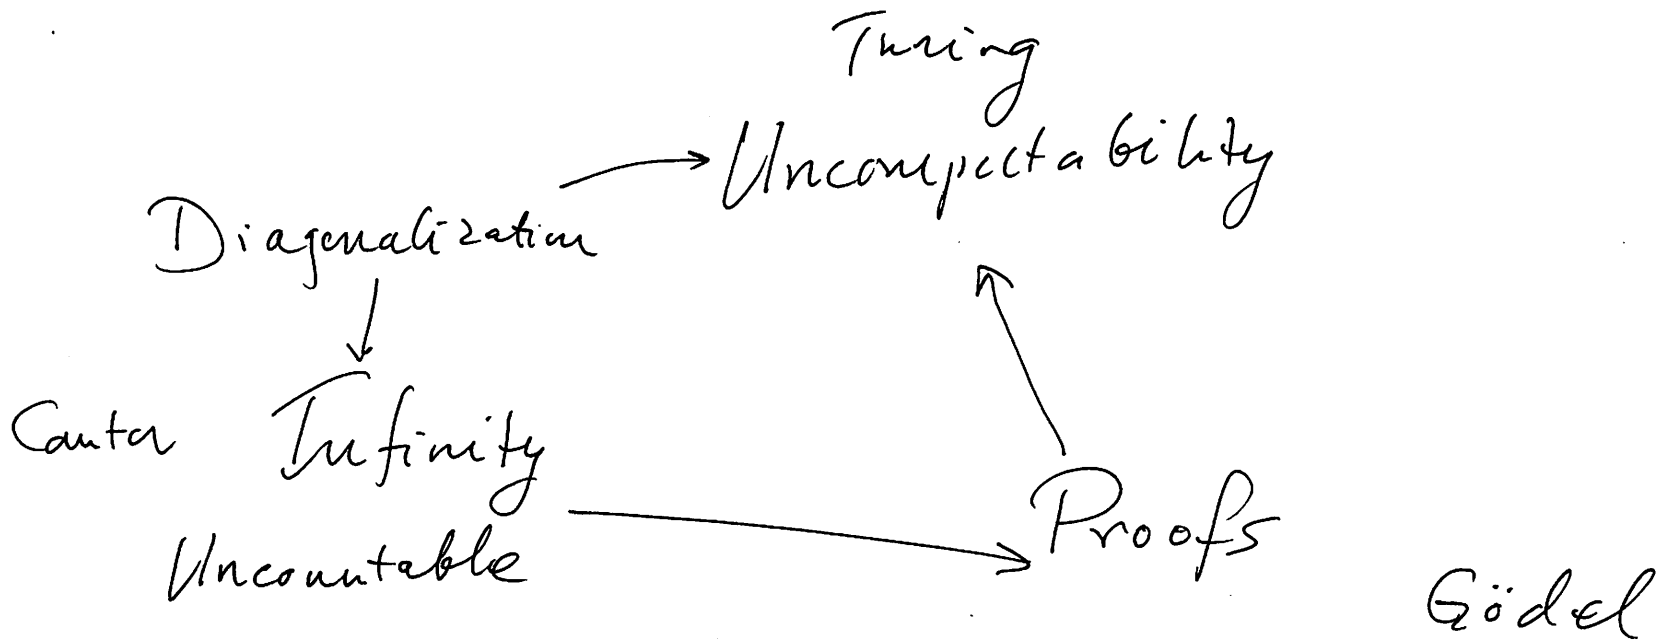 Turing
Uncomputability
Diagonalization
Cantor Infinity
Uncountable
Proofs
Gödel